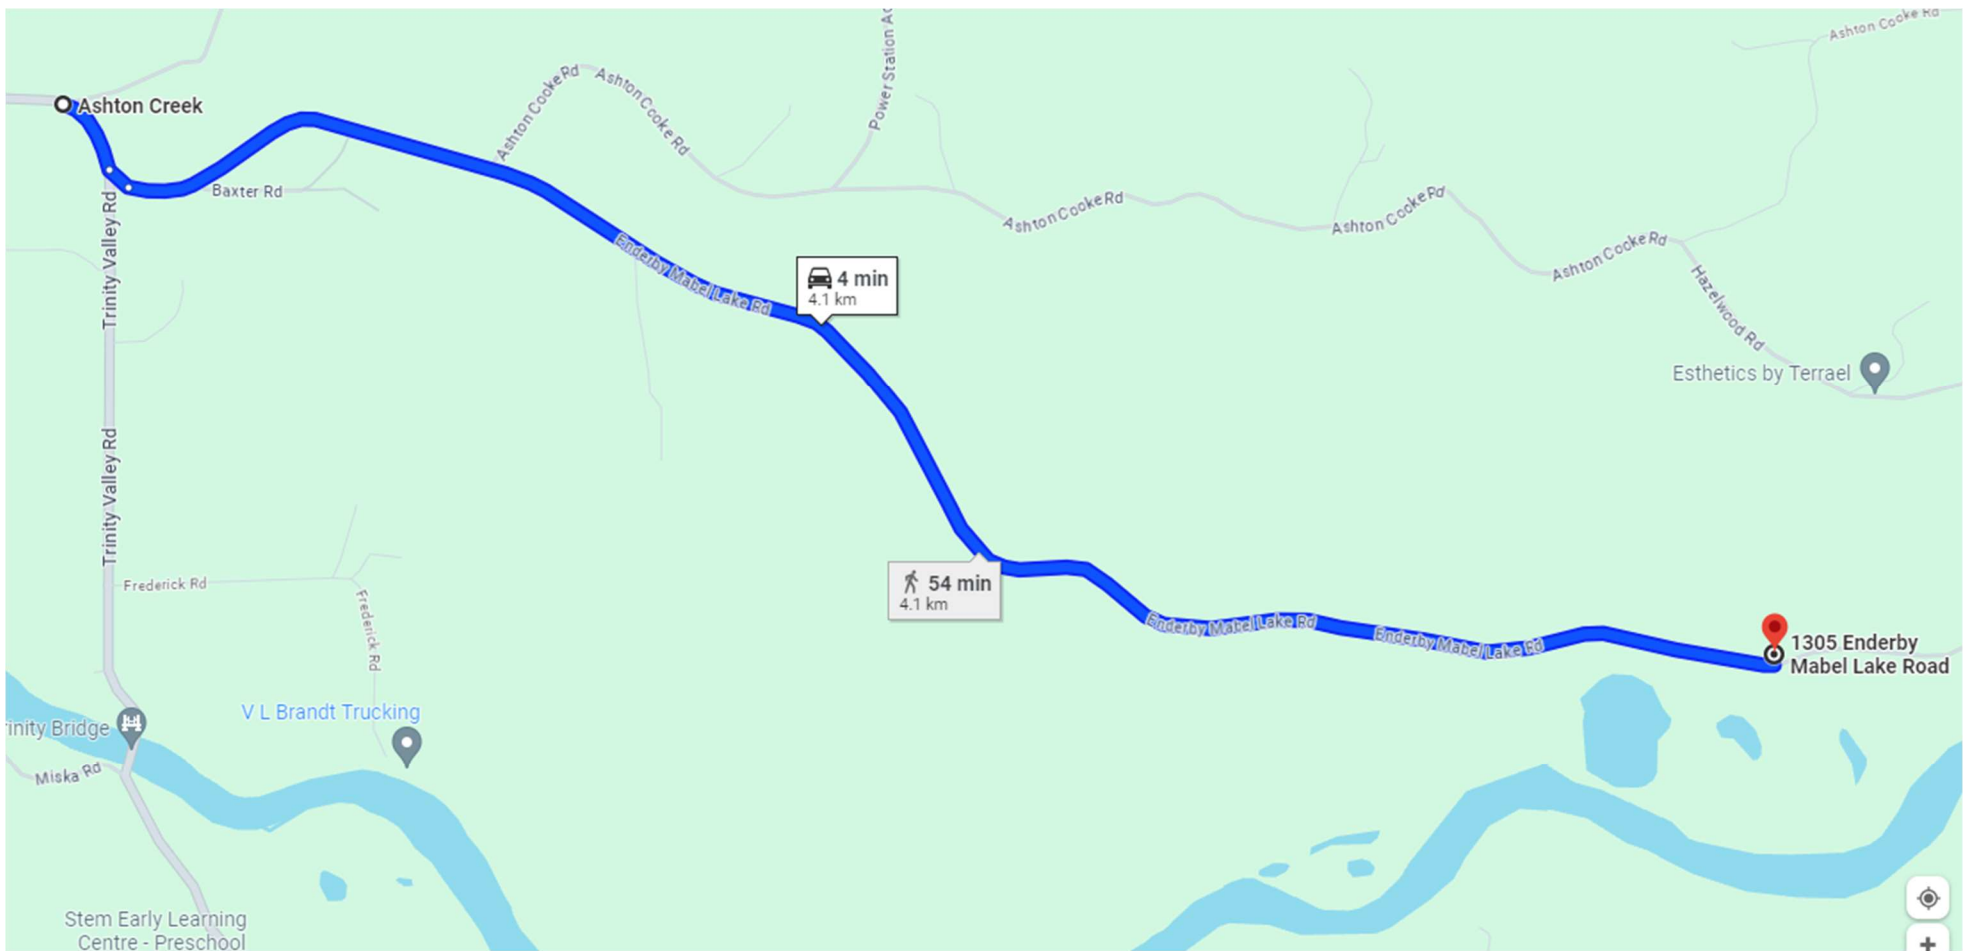 Ashton Cooke Rd
Ashton Creek
Ashton Cooke Rd
Ashton Cooke Rd
Power Station
Baxter Rd
Trinity Valley Rd
Ashton Cooke Rd
Ashton Cooke Rd
Ashton Cooke Rd
Hazelwood Rd
Enderby Mabel Lake Rd
4 min
4.1 km
Esthetics by Terrael
Trinity Valley Rd
Frederick Rd
Frederick Rd
54 min
4.1 km
Enderby Mabel Lake Rd
Enderby Mabel Lake Rd
1305 Enderby
Mabel Lake Road
V L Brandt Trucking
rinity Bridge
Miska Rd
Stem Early Learning
Centre - Preschool